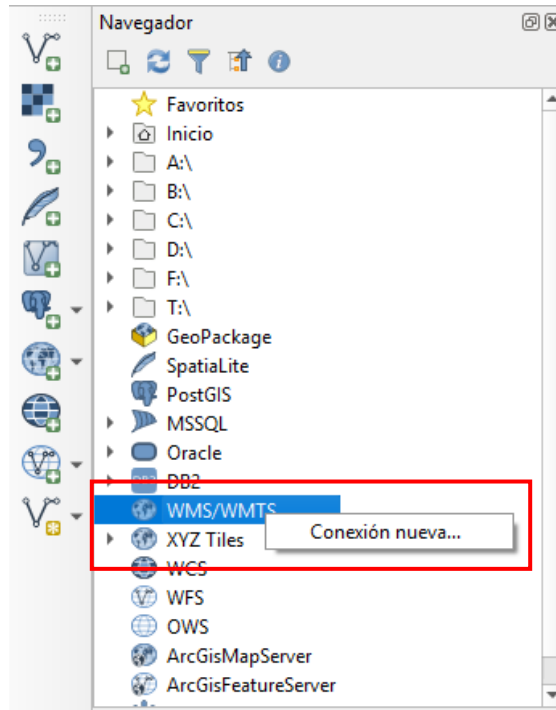 Navegador
Favoritos
Inicio
A:\
B:\
C:\
D:\
F:\
T:\
GeoPackage
SpatiaLite
PostGIS
MSSQL
Oracle
DB2
WMS/WMTS
Conexión nueva...
XYZ Tiles
WCS
WFS
OWS
ArcGisMapServer
ArcGisFeatureServer